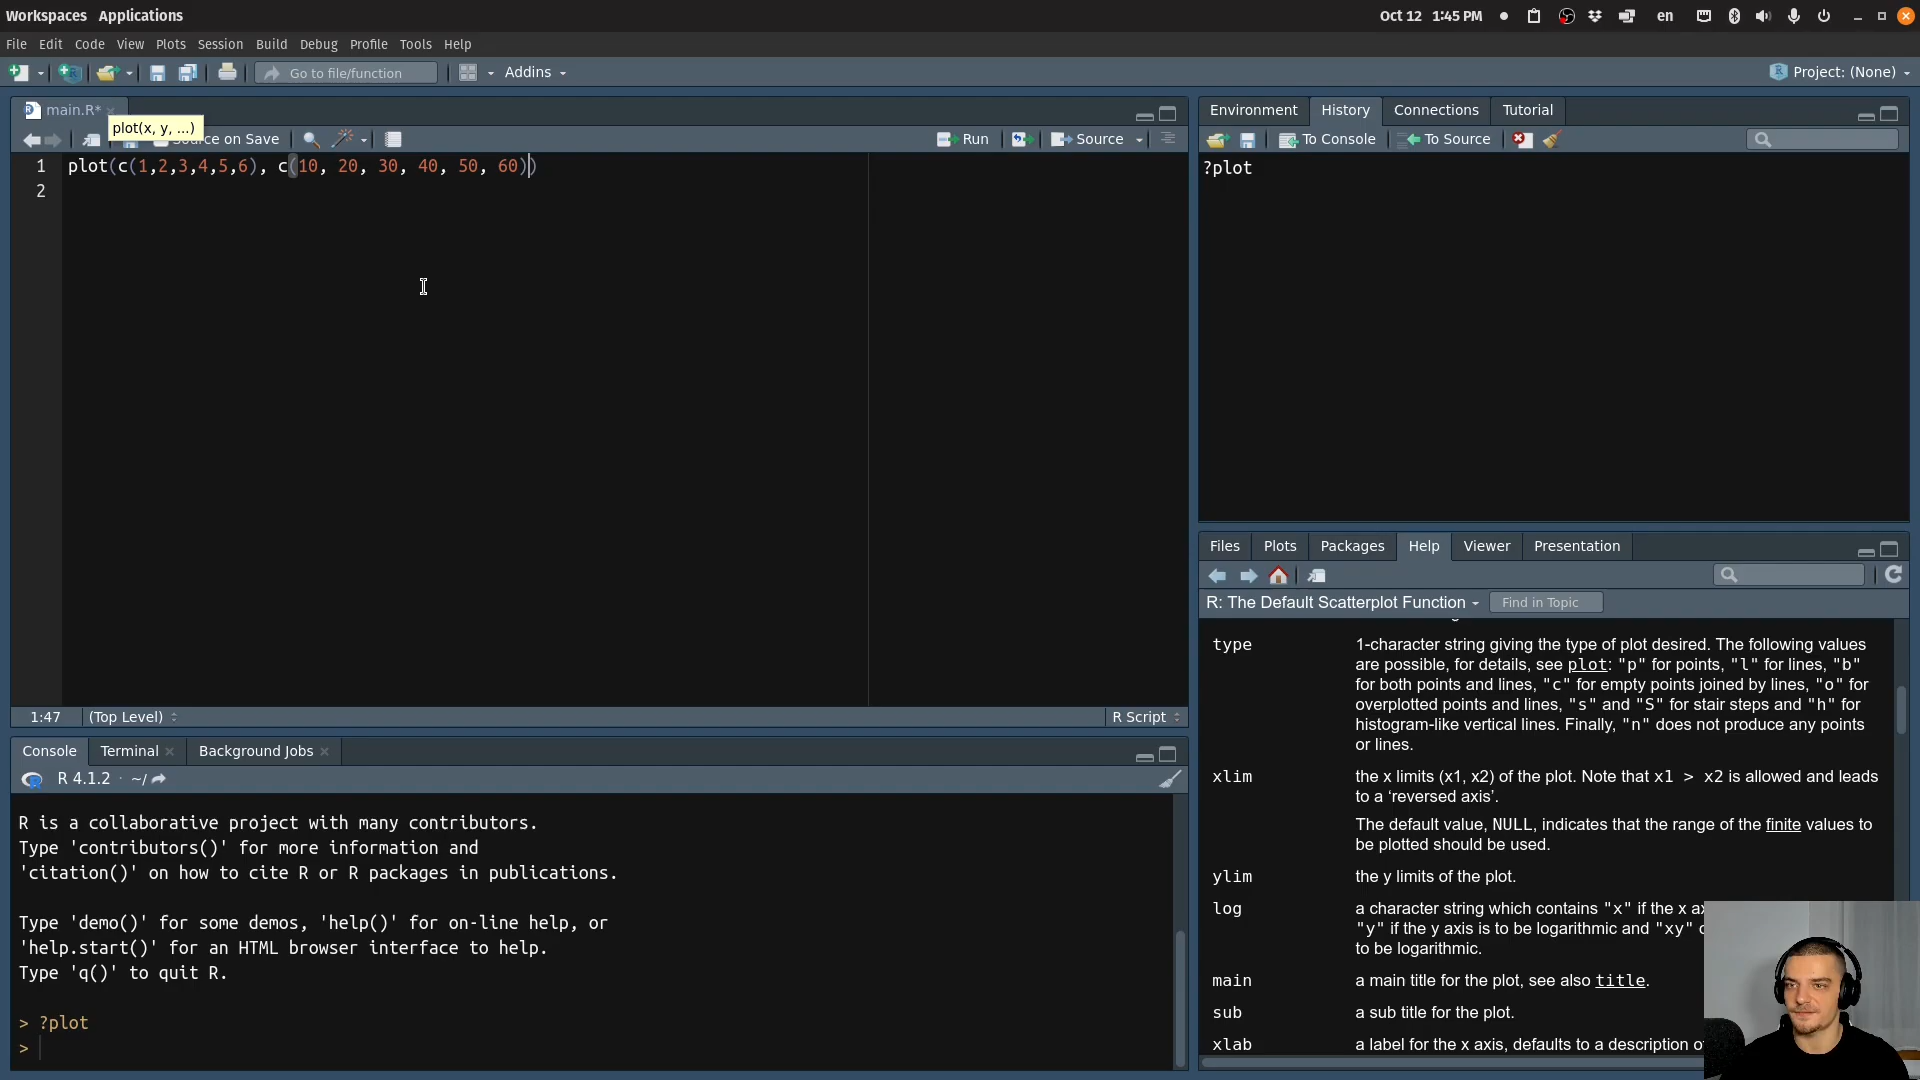 Workspaces Applications
Oct 12 1:45 PM
en
File Edit Code View Plots Session Build Debug Profile Tools Help
Go to file/function
Addins
Project: (None)
main.R*
plot(x, y, ...)
ource on Save
Run
Source
1 plot(c(1,2,3,4,5,6), c(10, 20, 30, 40, 50, 60))
2
1:47 (Top Level)
R Script
Console Terminal Background Jobs
R 4.1.2 · ~/
R is a collaborative project with many contributors.
Type 'contributors()' for more information and
'citation()' on how to cite R or R packages in publications.
Type 'demo()' for some demos, 'help()' for on-line help, or
'help.start()' for an HTML browser interface to help.
Type 'q()' to quit R.
> ?plot
>
Environment History Connections Tutorial
To Console To Source
?plot
Files Plots Packages Help Viewer Presentation
R: The Default Scatterplot Function
Find in Topic
type 1-character string giving the type of plot desired. The following values
are possible, for details, see plot: "p" for points, "l" for lines, "b"
for both points and lines, "c" for empty points joined by lines, "o" for
overplotted points and lines, "s" and "S" for stair steps and "h" for
histogram-like vertical lines. Finally, "n" does not produce any points
or lines.
xlim the x limits (x1, x2) of the plot. Note that x1 > x2 is allowed and leads
to a ‘reversed axis’.
The default value, NULL, indicates that the range of the finite values to
be plotted should be used.
ylim the y limits of the plot.
log a character string which contains "x" if the x ax
"y" if the y axis is to be logarithmic and "xy"
to be logarithmic.
main a main title for the plot, see also title.
sub a sub title for the plot.
xlab a label for the x axis, defaults to a description